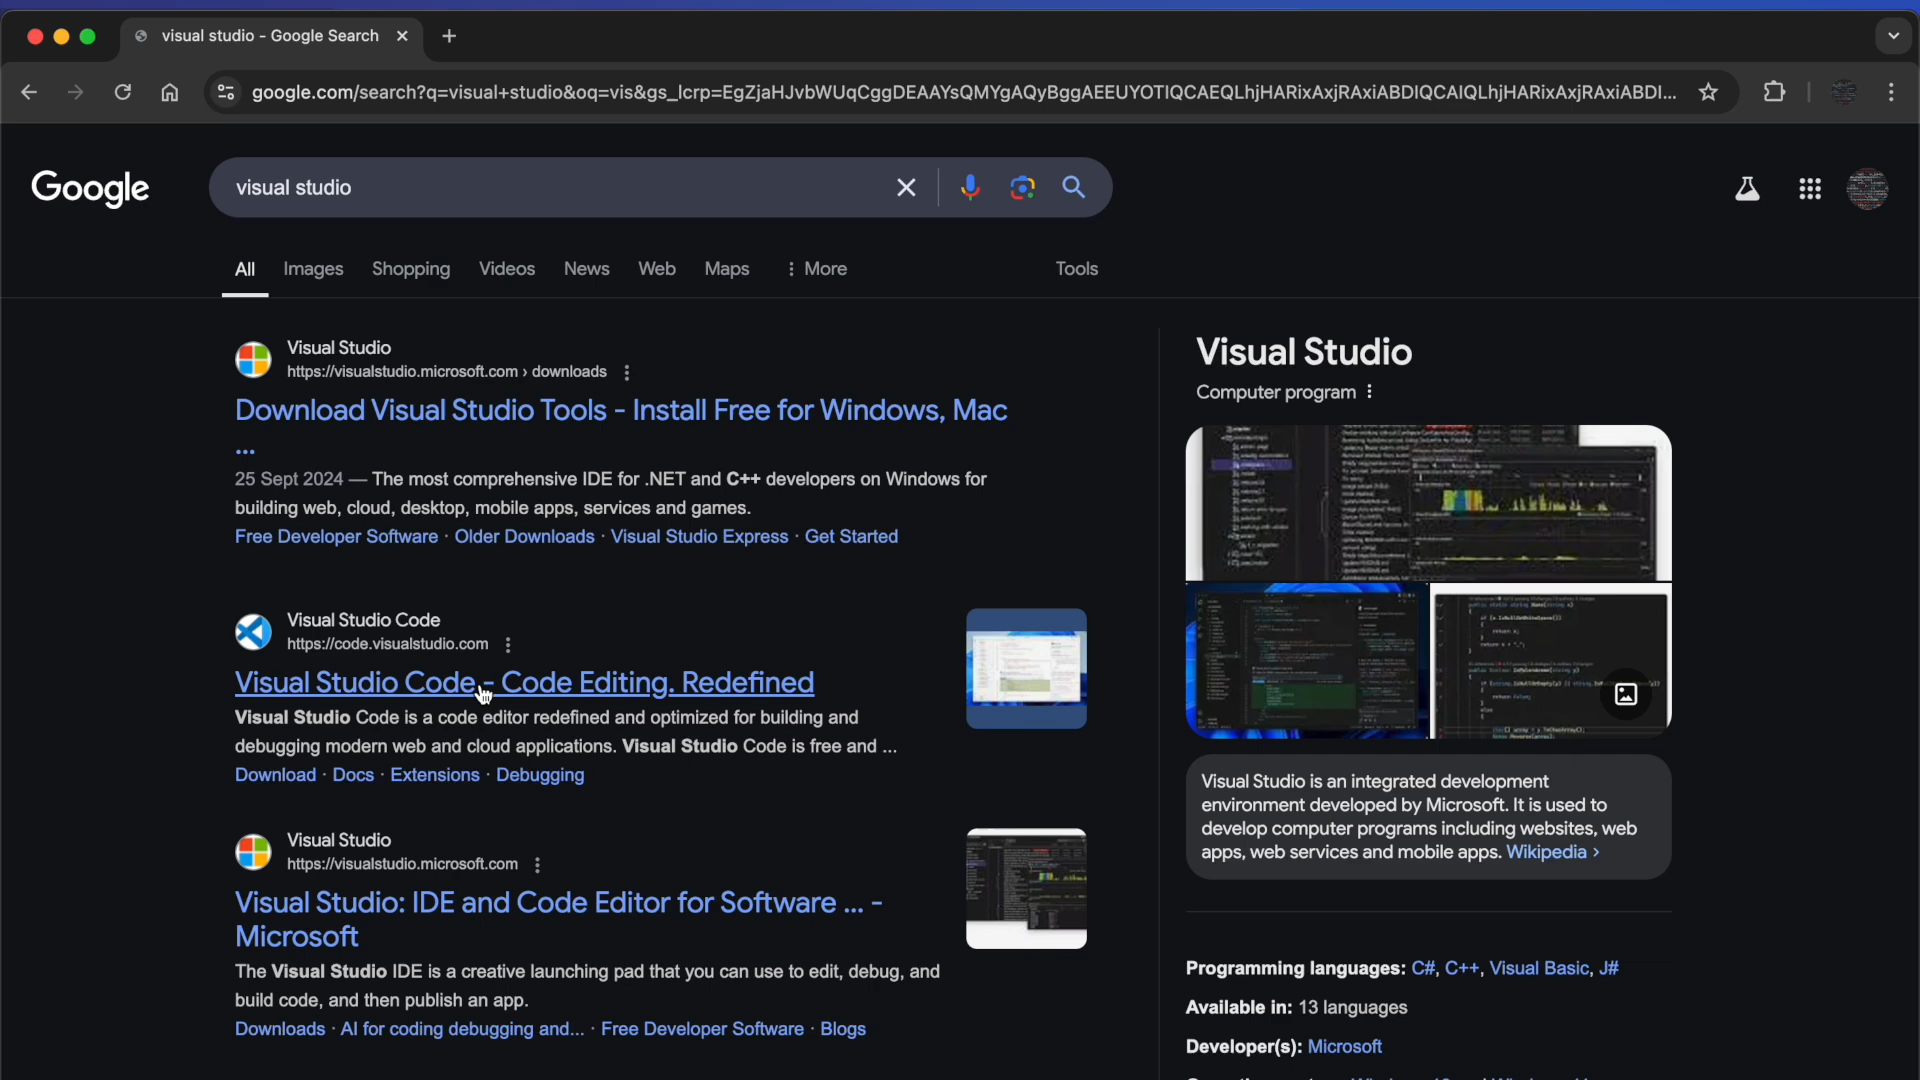 visual studio - Google Search
google.com/search?q=visual+studio&oq=vis&gs_lcrp=EgZjaHJvbWUqCggDEAAYsQMYgAQyBggAEEUYOTIQCAEQLhjHARixAxjRAxiABDIQCAIQLhjHARixAxjRAxiABDI...
Google
visual studio
All Images Shopping Videos News Web Maps More Tools
Visual Studio
https://visualstudio.microsoft.com › downloads
Download Visual Studio Tools - Install Free for Windows, Mac
...
25 Sept 2024 — The most comprehensive IDE for .NET and C++ developers on Windows for
building web, cloud, desktop, mobile apps, services and games.
Free Developer Software · Older Downloads · Visual Studio Express · Get Started
Visual Studio Code
https://code.visualstudio.com
Visual Studio Code - Code Editing. Redefined
Visual Studio Code is a code editor redefined and optimized for building and
debugging modern web and cloud applications. Visual Studio Code is free and ...
Download · Docs · Extensions · Debugging
Visual Studio
https://visualstudio.microsoft.com
Visual Studio: IDE and Code Editor for Software ... -
Microsoft
The Visual Studio IDE is a creative launching pad that you can use to edit, debug, and
build code, and then publish an app.
Downloads · AI for coding debugging and... · Free Developer Software · Blogs
Visual Studio
Computer program
Visual Studio is an integrated development
environment developed by Microsoft. It is used to
develop computer programs including websites, web
apps, web services and mobile apps. Wikipedia ›
Programming languages: C#, C++, Visual Basic, J#
Available in: 13 languages
Developer(s): Microsoft